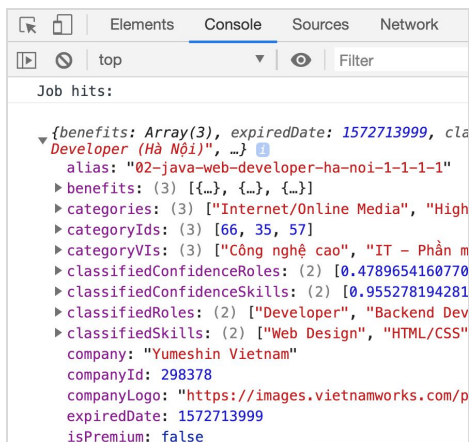 Elements Console Sources Network
top Filter
Job hits:
{benefits: Array(3), expiredDate: 1572713999, cla
Developer (Hà Nội)", …}
alias: "02-java-web-developer-ha-noi-1-1-1-1"
benefits: (3) [{…}, {…}, {…}]
categories: (3) ["Internet/Online Media", "High
categoryIds: (3) [66, 35, 57]
categoryVIs: (3) ["Công nghệ cao", "IT - Phần m
classifiedConfidenceRoles: (2) [0.4789654160770
classifiedConfidenceSkills: (2) [0.955278194281
classifiedRoles: (2) ["Developer", "Backend Dev
classifiedSkills: (2) ["Web Design", "HTML/CSS"
company: "Yumeshin Vietnam"
companyId: 298378
companyLogo: "https://images.vietnamworks.com/p
expiredDate: 1572713999
isPremium: false